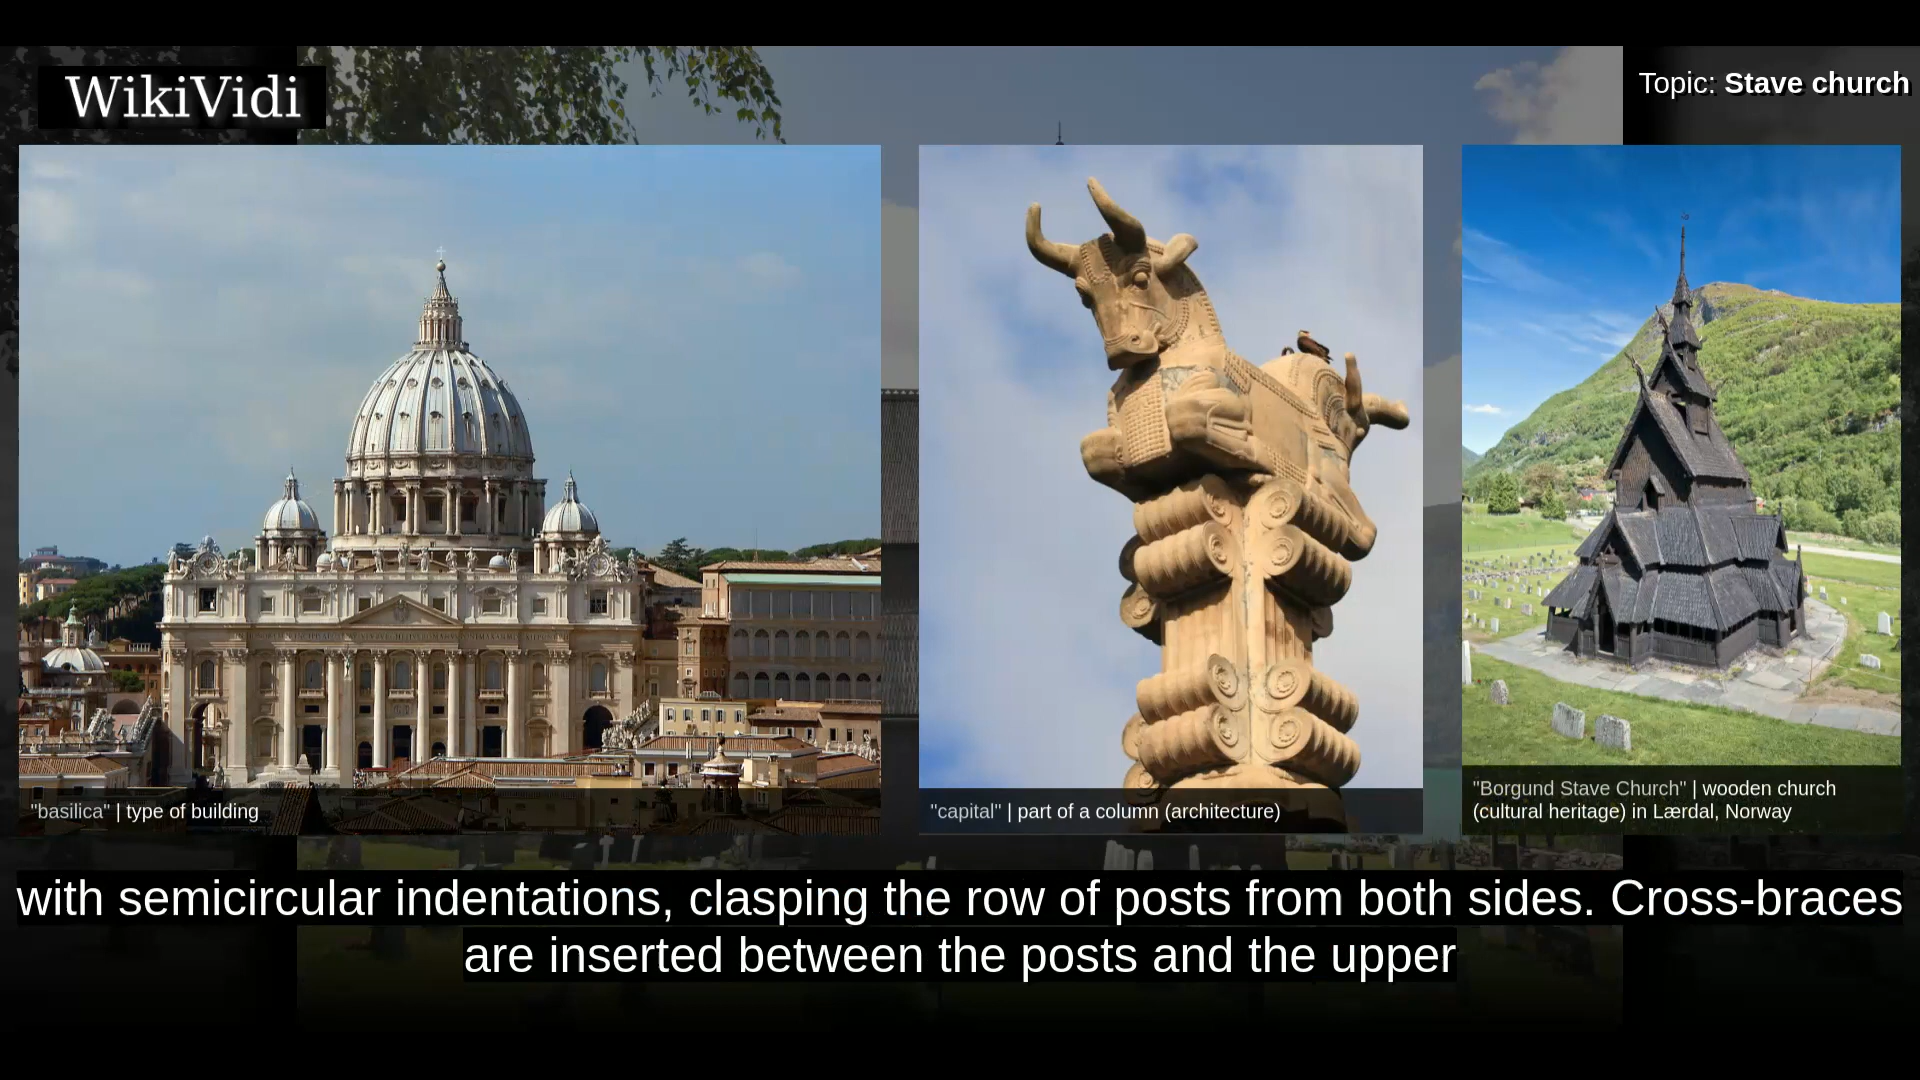 WikiVidi
Topic: Stave church
"basilica" | type of building
"capital" | part of a column (architecture)
"Borgund Stave Church" | wooden church
(cultural heritage) in Lærdal, Norway
with semicircular indentations, clasping the row of posts from both sides. Cross-braces
are inserted between the posts and the upper